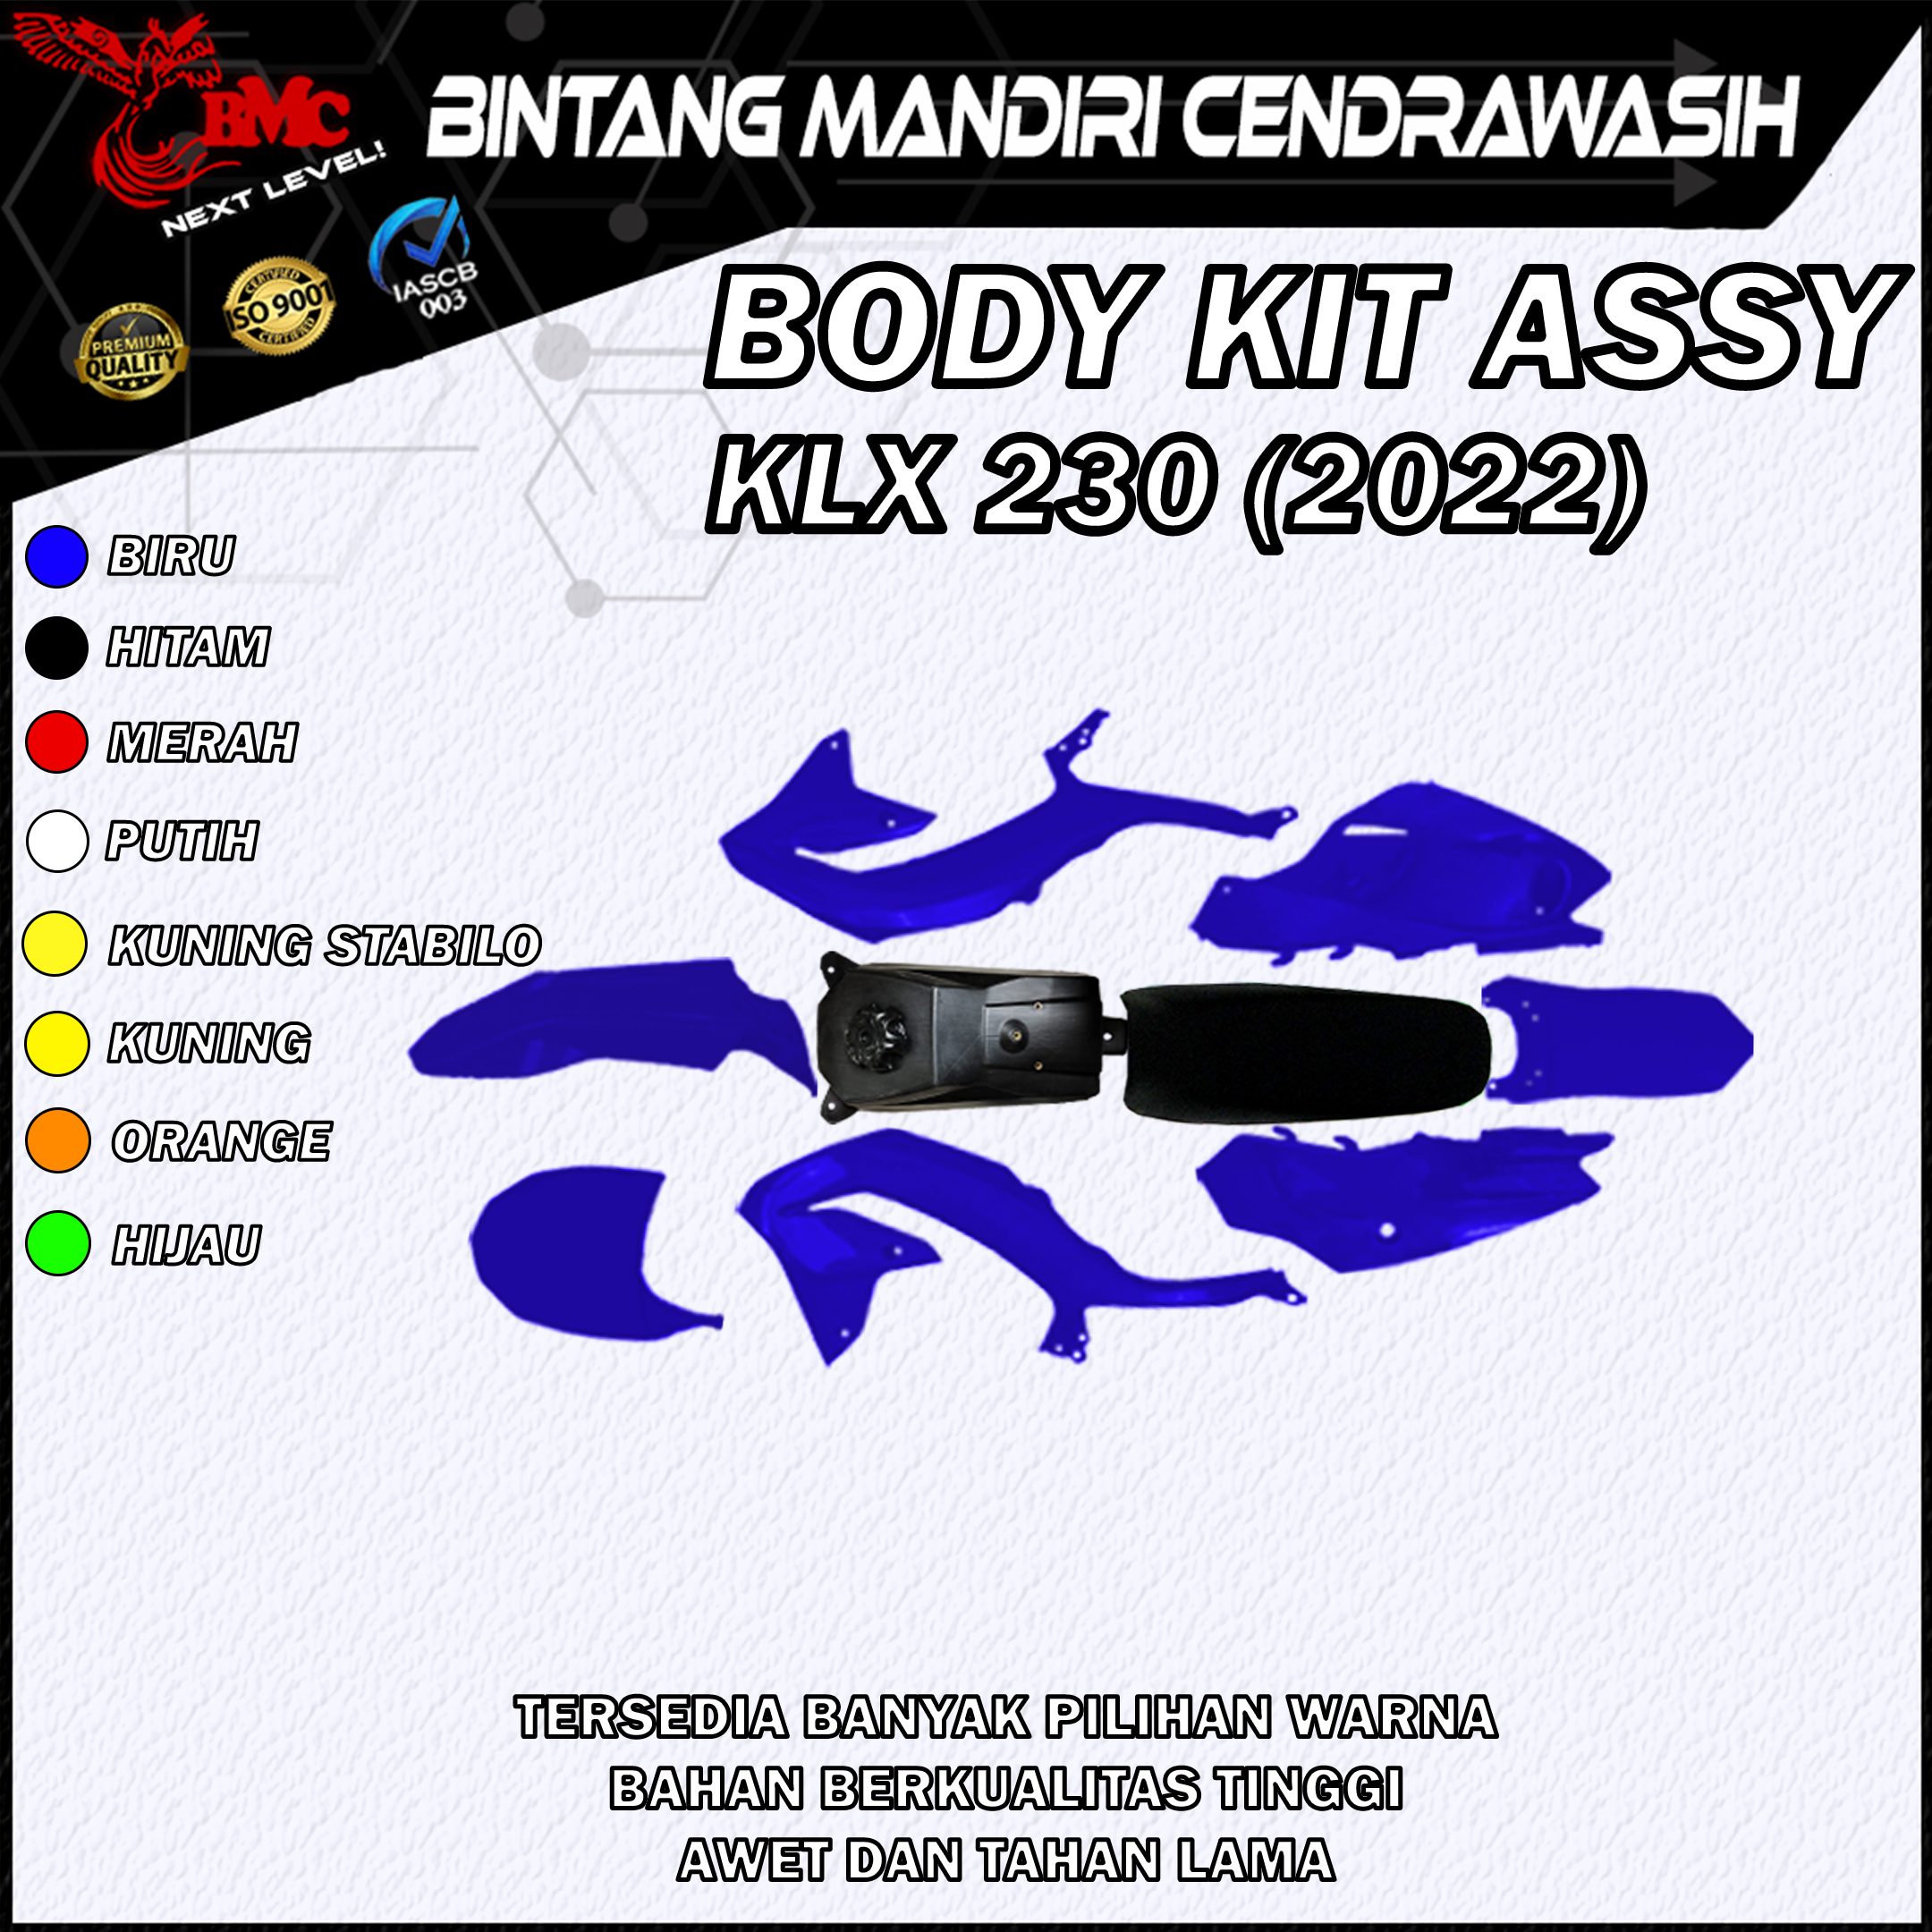 BMC
NEXT LEVEL!
BINTANG MANDIRI CENDRAWASIH
PREMIUM
QUALITY
CERTIFIED
ISO 9001
CERTIFIED
IASCB
003
BODY KIT ASSY
KLX 230 (2022)
BIRU
HITAM
MERAH
PUTIH
KUNING STABILO
KUNING
ORANGE
HIJAU
TERSEDIA BANYAK PILIHAN WARNA
BAHAN BERKUALITAS TINGGI
AWET DAN TAHAN LAMA